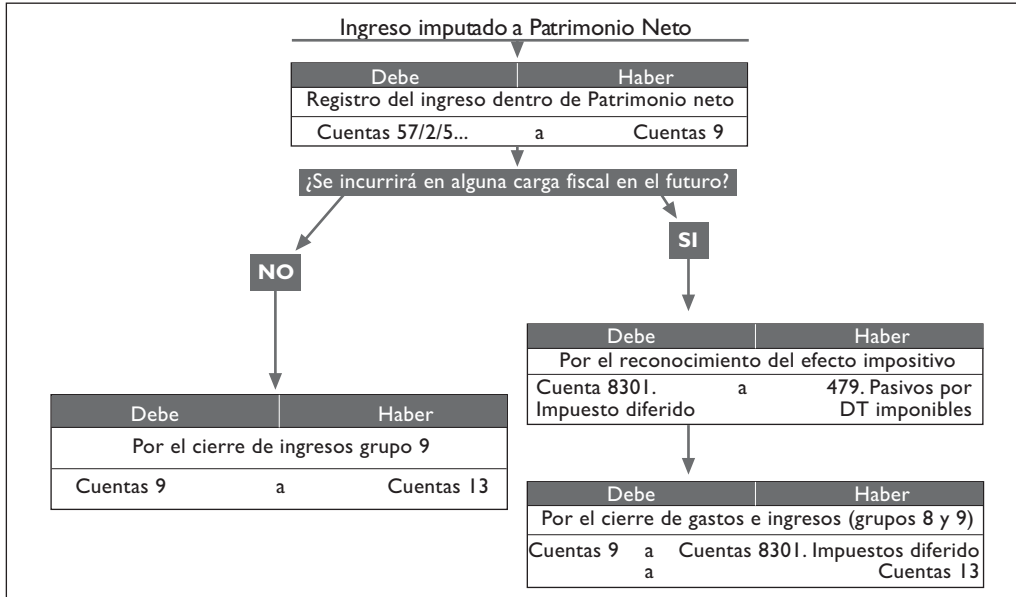 Ingreso imputado a Patrimonio Neto
Debe Haber
Registro del ingreso dentro de Patrimonio neto
Cuentas 57/2/5... a Cuentas 9
¿Se incurrirá en alguna carga fiscal en el futuro?
NO
SI
Debe Haber
Por el cierre de ingresos grupo 9
Cuentas 9 a Cuentas 13
Debe Haber
Por el reconocimiento del efecto impositivo
Cuenta 8301. a 479. Pasivos por
Impuesto diferido DT imponibles
Debe Haber
Por el cierre de gastos e ingresos (grupos 8 y 9)
Cuentas 9 a Cuentas 8301. Impuestos diferido
a Cuentas 13